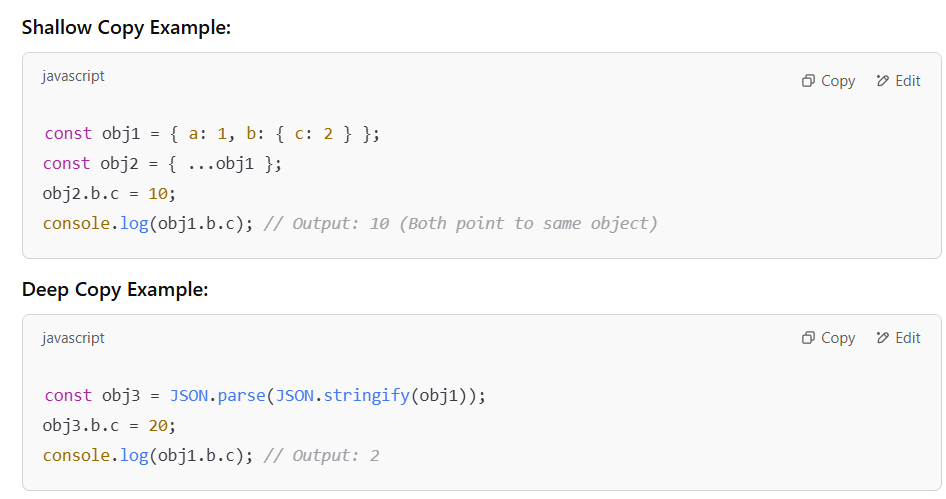 Shallow Copy Example:
javascript
Copy Edit
const obj1 = { a: 1, b: { c: 2 } };
const obj2 = { ...obj1 };
obj2.b.c = 10;
console.log(obj1.b.c); // Output: 10 (Both point to same object)
Deep Copy Example:
javascript
Copy Edit
const obj3 = JSON.parse(JSON.stringify(obj1));
obj3.b.c = 20;
console.log(obj1.b.c); // Output: 2